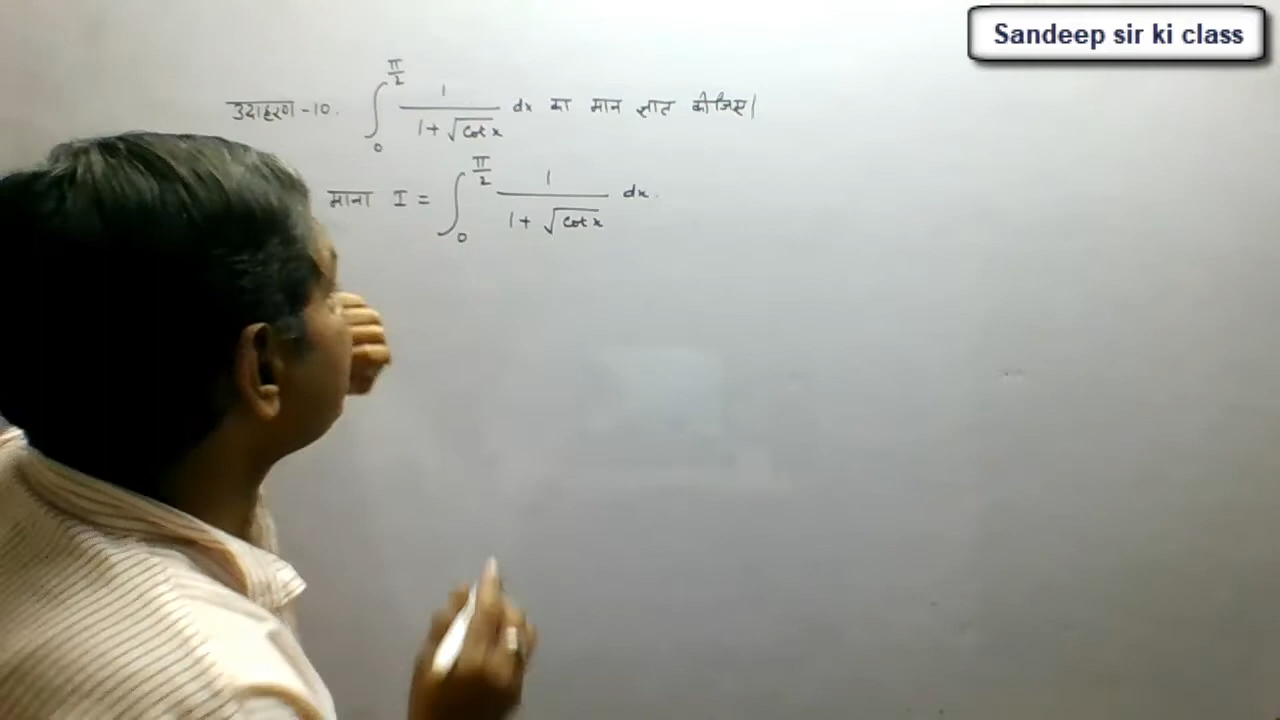 Sandeep sir ki class
उदाहरण-10. ∫₀^(π/2) 1/(1+√cot x) dx का मान ज्ञात कीजिए।
माना I = ∫₀^(π/2) 1/(1+√cot x) dx.